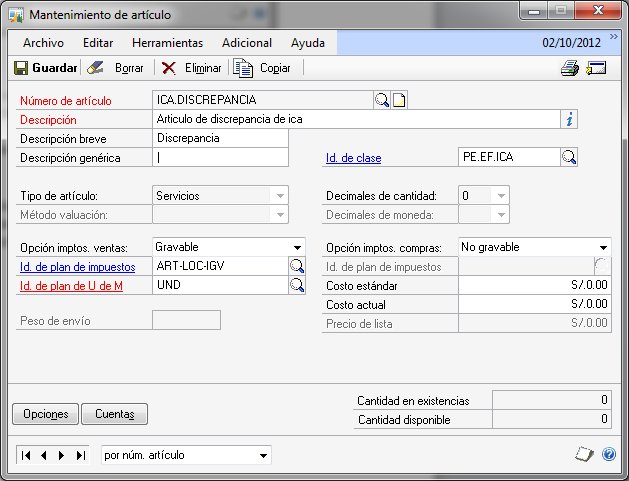 Mantenimiento de artículo
Archivo Editar Herramientas Adicional Ayuda 02/10/2012 »
Guardar Borrar Eliminar Copiar
Número de artículo ICA.DISCREPANCIA
Descripción Articulo de discrepancia de ica
Descripción breve Discrepancia
Descripción genérica Id. de clase PE.EF.ICA
Tipo de artículo: Servicios Decimales de cantidad: 0
Método valuación: Decimales de moneda:
Opción imptos. ventas: Gravable Opción imptos. compras: No gravable
Id. de plan de impuestos ART-LOC-IGV Id. de plan de impuestos
Id. de plan de U de M UND Costo estándar S/.0.00
Costo actual S/.0.00
Peso de envío Precio de lista S/.0.00
Cantidad en existencias 0
Opciones Cuentas Cantidad disponible 0
por núm. artículo